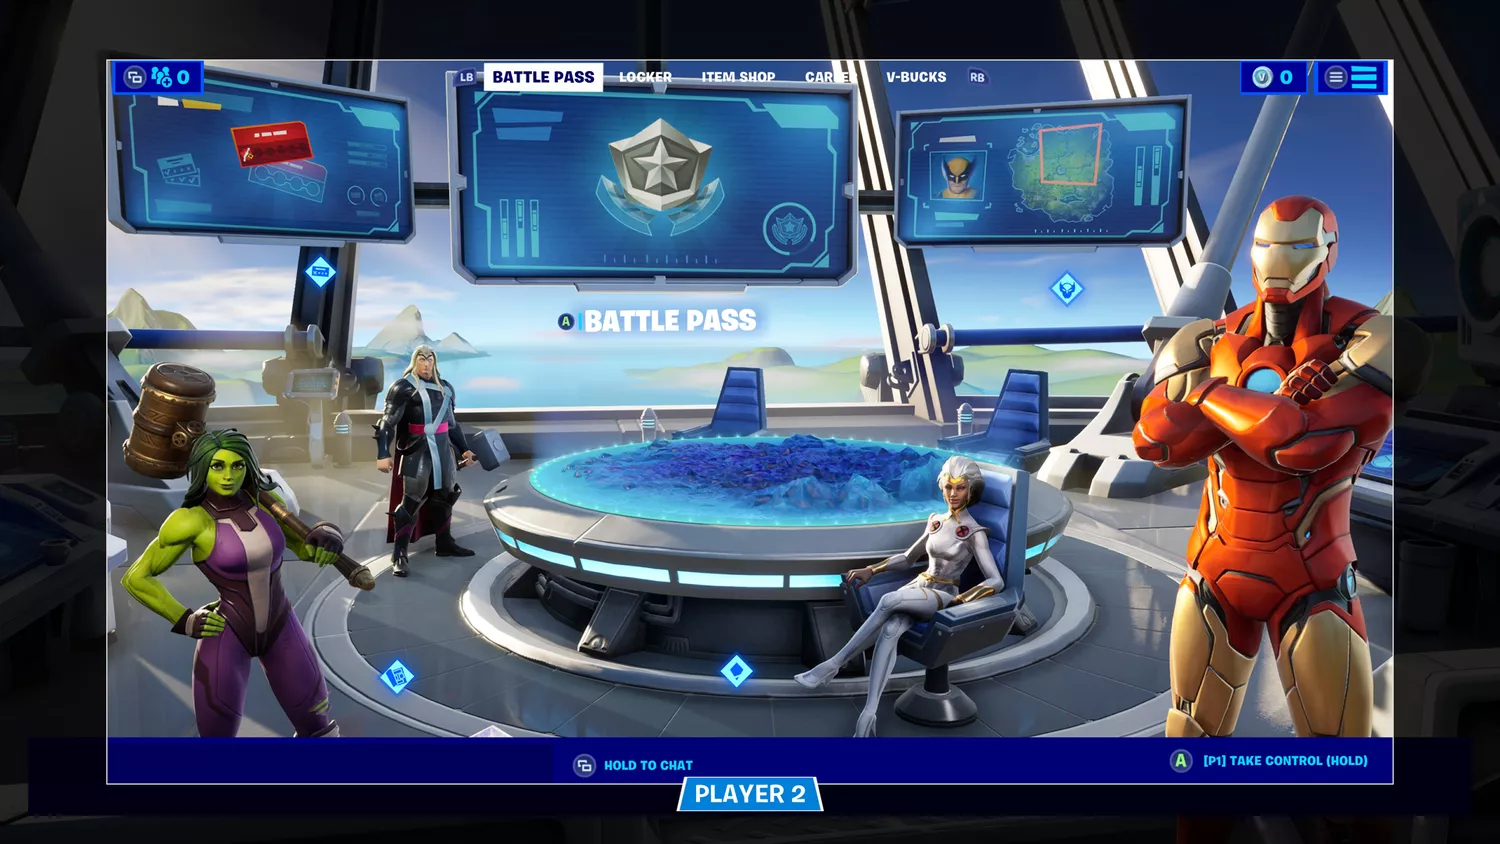 0
LB BATTLE PASS LOCKER ITEM SHOP CAREER V-BUCKS RB
V 0
A BATTLE PASS
HOLD TO CHAT
A [P1] TAKE CONTROL (HOLD)
PLAYER 2